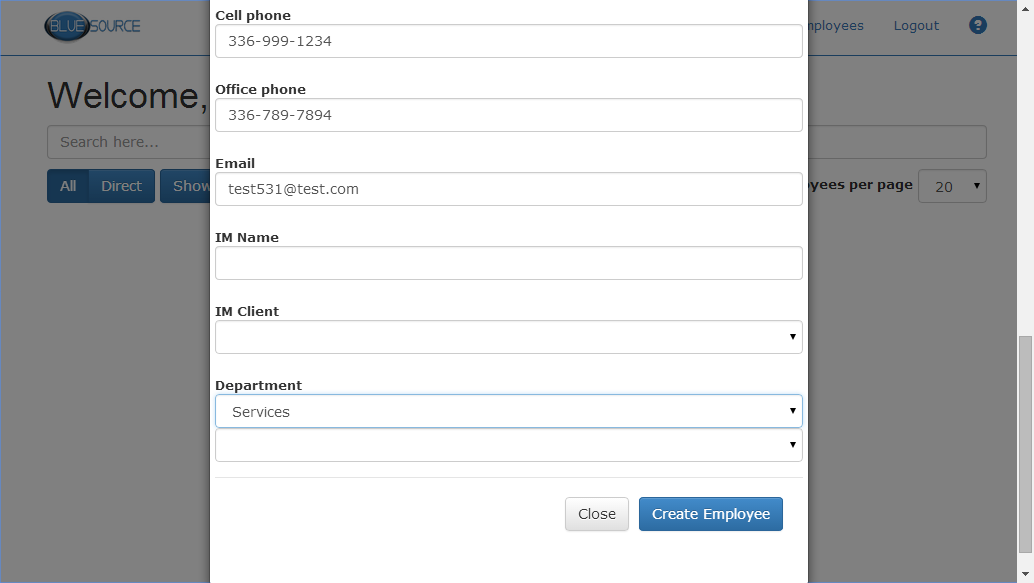 BLUE SOURCE
mployees
Logout
?
Welcome,
Search here...
All
Direct
Show
yees per page
20
Cell phone
336-999-1234
Office phone
336-789-7894
Email
test531@test.com
IM Name
IM Client
Department
Services
Close
Create Employee